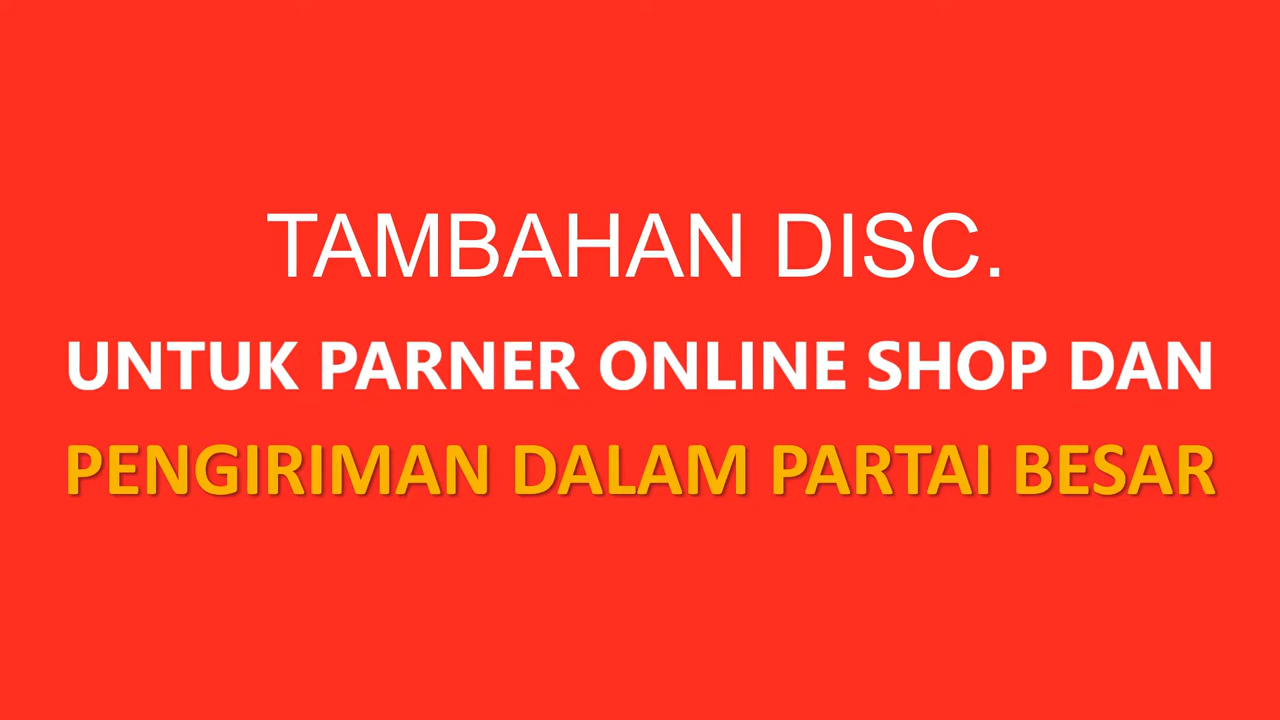 TAMBAHAN DISC.
UNTUK PARNER ONLINE SHOP DAN
PENGIRIMAN DALAM PARTAI BESAR